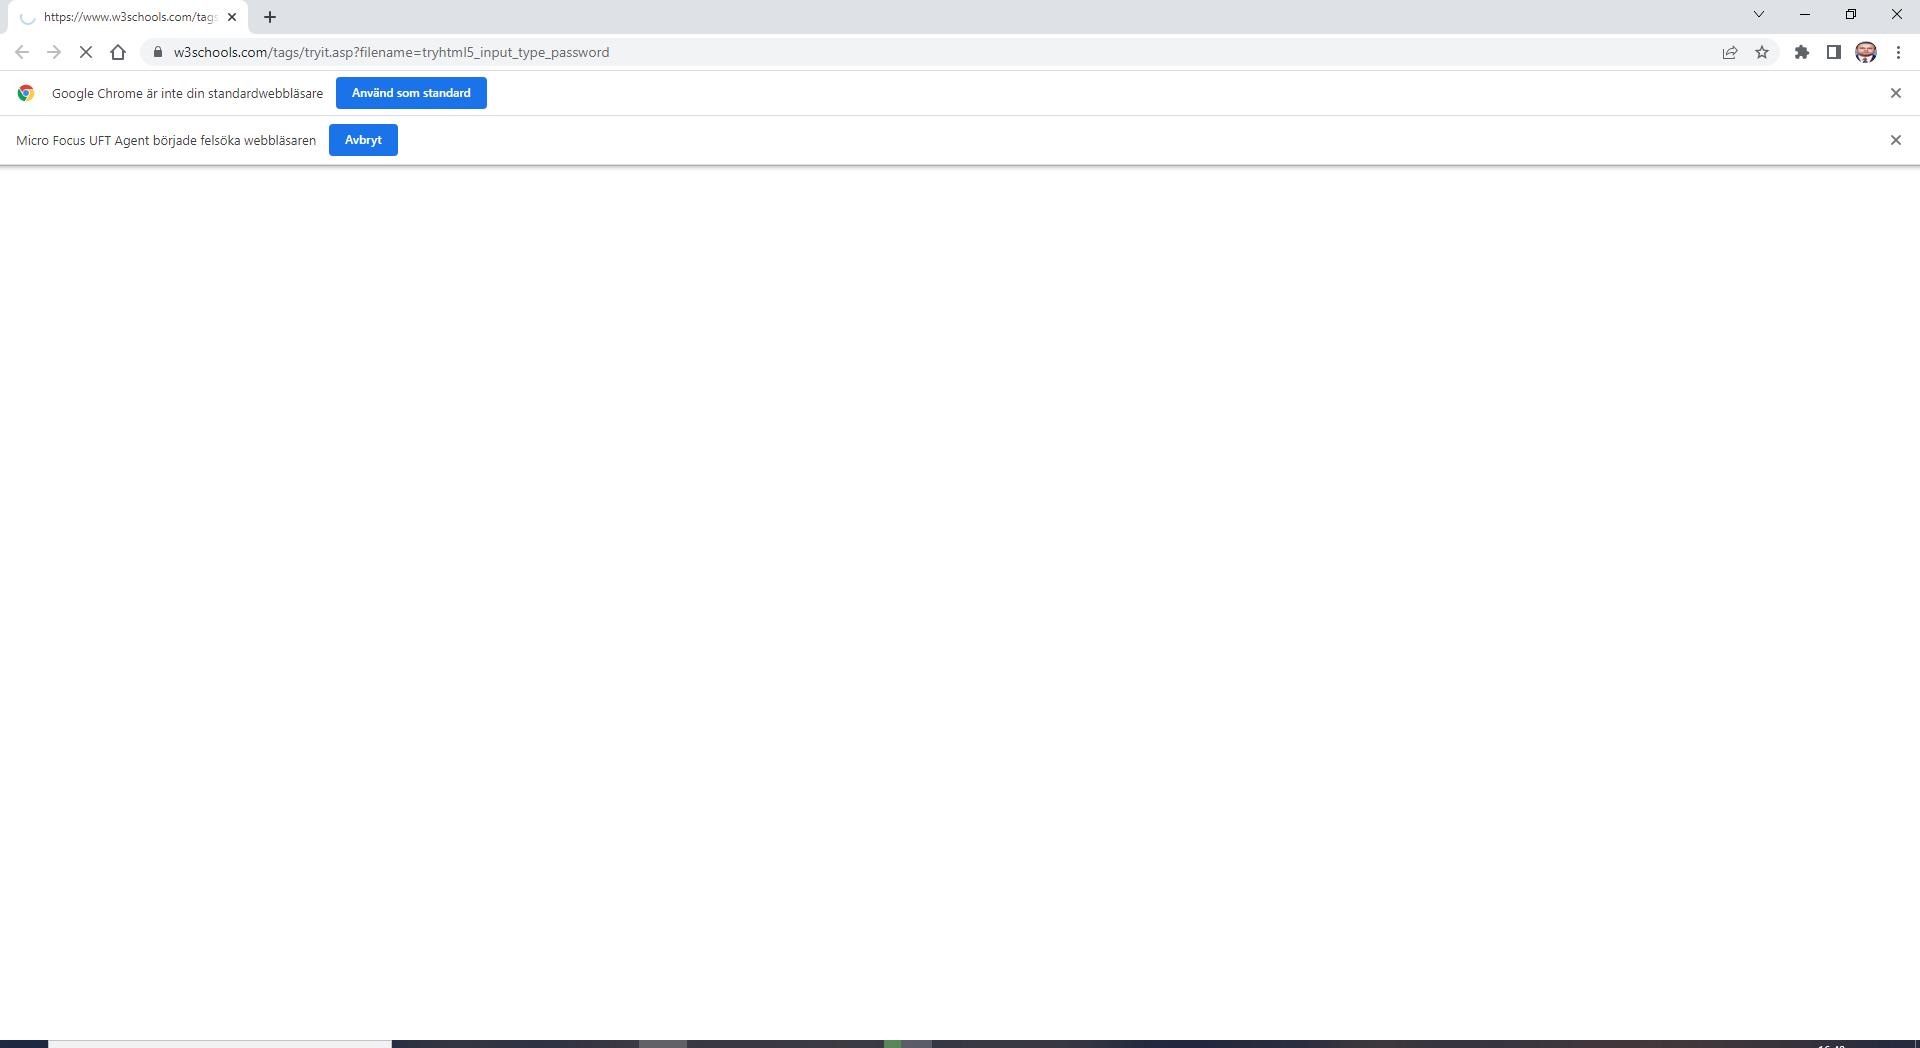 https://www.w3schools.com/tags
w3schools.com/tags/tryit.asp?filename=tryhtml5_input_type_password
Google Chrome är inte din standardwebbläsare Använd som standard
Micro Focus UFT Agent började felsöka webbläsaren Avbryt